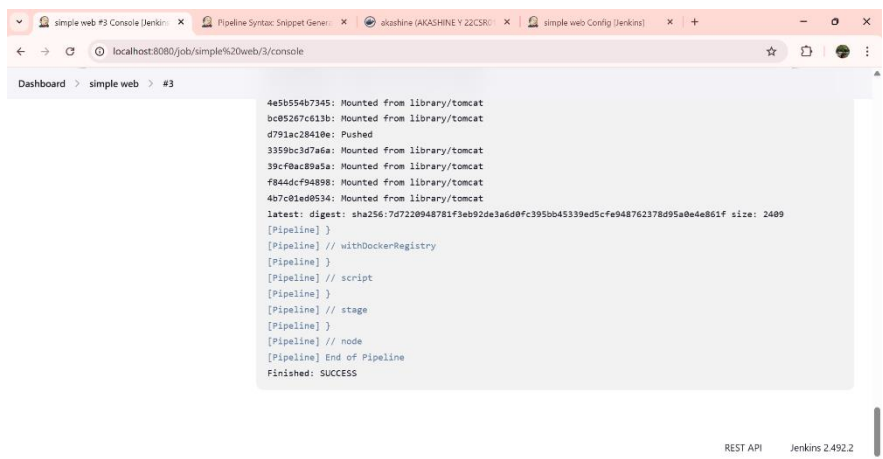 simple web #3 Console [Jenkins
Pipeline Syntax: Snippet Genera
akashine (AKASHINE Y 22CSR01
simple web Config [Jenkins]
localhost:8080/job/simple%20web/3/console
Dashboard > simple web > #3
4e5b554b7345: Mounted from library/tomcat
bc05267c613b: Mounted from library/tomcat
d791ac28410e: Pushed
3359bc3d7a6a: Mounted from library/tomcat
39cf0ac89a5a: Mounted from library/tomcat
f844dcf94898: Mounted from library/tomcat
4b7c01ed0534: Mounted from library/tomcat
latest: digest: sha256:7d7220948781f3eb92de3a6d0fc395bb45339ed5cfe948762378d95a0e4e861f size: 2409
[Pipeline] }
[Pipeline] // withDockerRegistry
[Pipeline] }
[Pipeline] // script
[Pipeline] }
[Pipeline] // stage
[Pipeline] }
[Pipeline] // node
[Pipeline] End of Pipeline
Finished: SUCCESS
REST API Jenkins 2.492.2